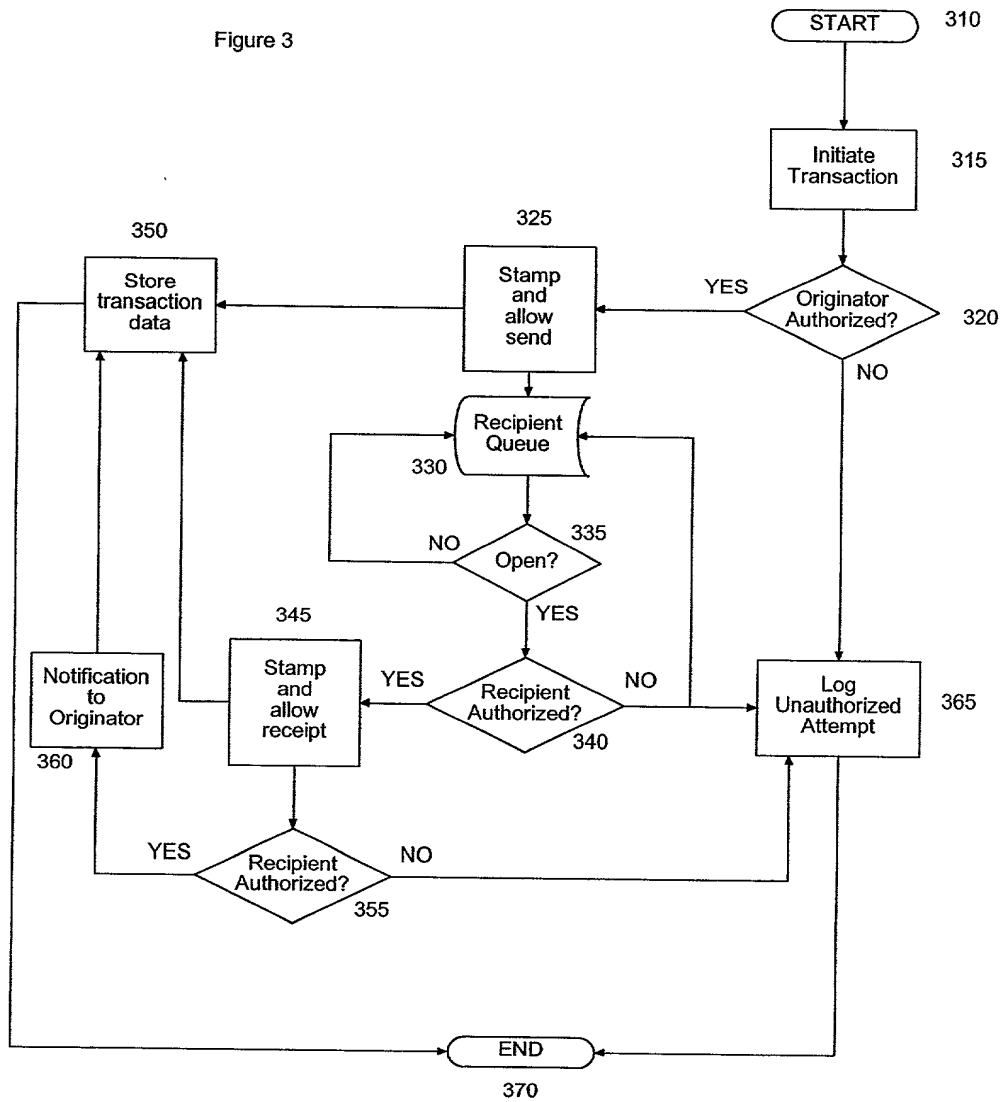 Figure 3
START
310
Initiate
Transaction
315
Originator
Authorized?
320
YES
NO
325
Stamp
and
allow
send
350
Store
transaction
data
Recipient
Queue
330
Open?
335
NO
YES
Recipient
Authorized?
340
YES
NO
345
Stamp
and
allow
receipt
Log
Unauthorized
Attempt
365
Notification
to
Originator
360
Recipient
Authorized?
355
YES
NO
END
370